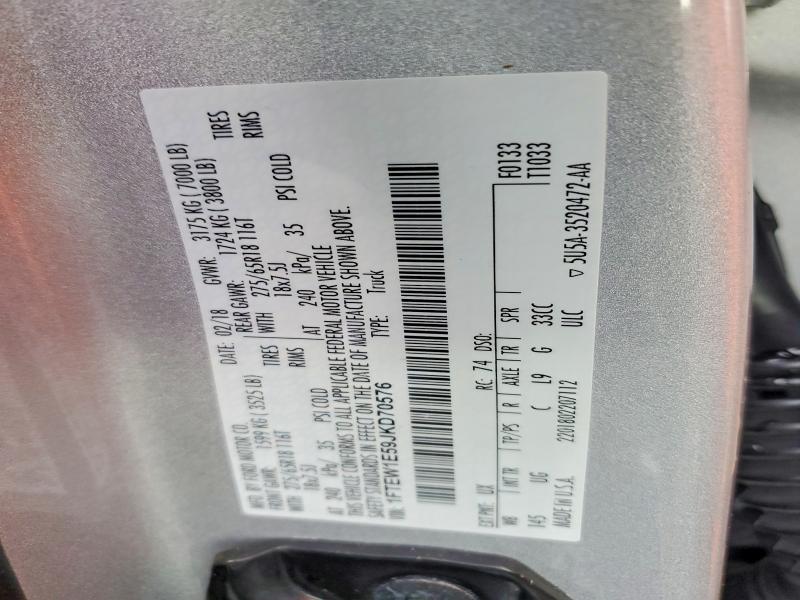 MFD. BY FORD MOTOR CO. DATE: 02/18 GVWR: 3175 KG ( 7000 LB)
FRONT GAWR: 1599 KG ( 3525 LB) REAR GAWR: 1724 KG ( 3800 LB)
WITH 275/65R18 116T TIRES WITH 275/65R18 116T TIRES
18x7.5J RIMS 18x7.5J RIMS
AT 240 kPa/ 35 PSI COLD AT 240 kPa/ 35 PSI COLD
THIS VEHICLE CONFORMS TO ALL APPLICABLE FEDERAL MOTOR VEHICLE
SAFETY STANDARDS IN EFFECT ON THE DATE OF MANUFACTURE SHOWN ABOVE.
VIN: 1FTEW1E59JKD70576 TYPE: Truck
EXT PNT: UX RC: 74 DSO:
WB INT TR TP/PS R AXLE TR SPR F0133
145 UG C L9 G 33CC T1033
MADE IN U.S.A. 2201802207112 ULC ▽ 5U5A-3520472-AA